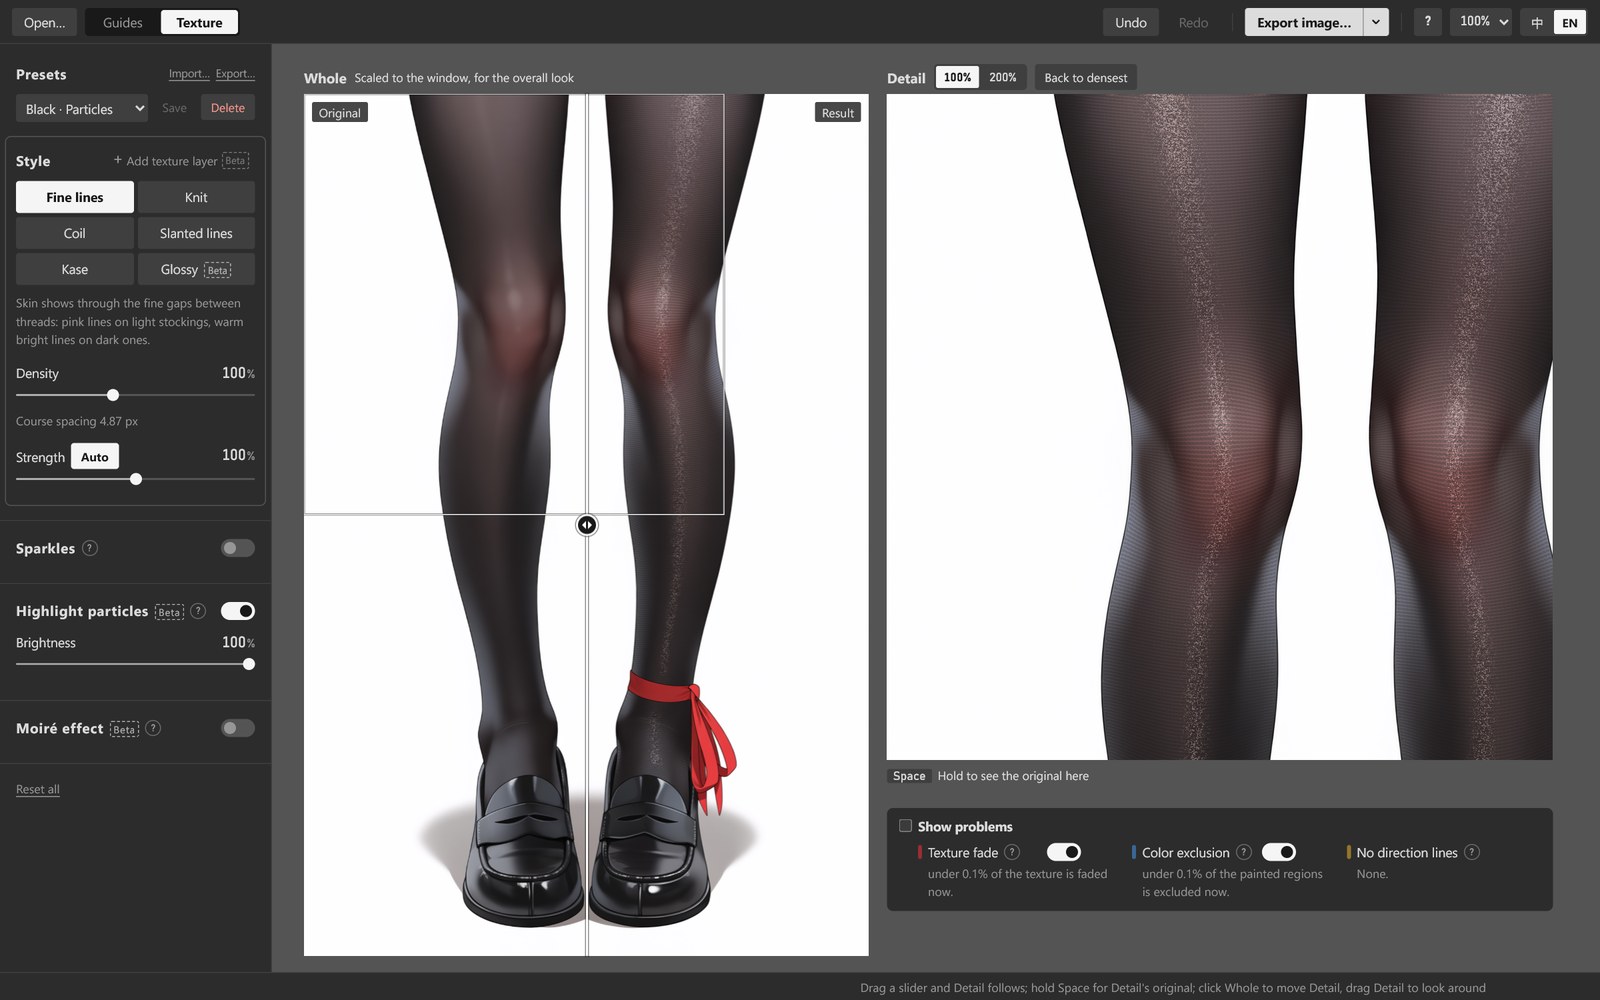 Open...
Guides
Texture
Undo
Redo
Export image...
?
100%
中
EN
Presets
Import...
Export...
Black · Particles
Save
Delete
Style
+ Add texture layer Beta
Fine lines
Knit
Coil
Slanted lines
Kase
Glossy Beta
Skin shows through the fine gaps between
threads: pink lines on light stockings, warm
bright lines on dark ones.
Density
100%
Course spacing 4.87 px
Strength
Auto
100%
Sparkles ?
Highlight particles Beta ?
Brightness
100%
Moiré effect Beta ?
Reset all
Whole Scaled to the window, for the overall look
Original
Result
Detail
100%
200%
Back to densest
Space Hold to see the original here
Show problems
Texture fade ?
under 0.1% of the texture is faded
now.
Color exclusion ?
under 0.1% of the painted regions
is excluded now.
No direction lines ?
None.
Drag a slider and Detail follows; hold Space for Detail's original; click Whole to move Detail, drag Detail to look around